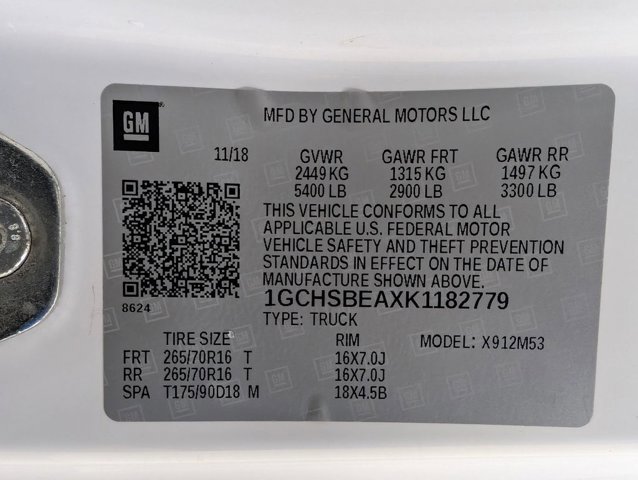 GM
MFD BY GENERAL MOTORS LLC
11/18 GVWR GAWR FRT GAWR RR
2449 KG 1315 KG 1497 KG
5400 LB 2900 LB 3300 LB
THIS VEHICLE CONFORMS TO ALL
APPLICABLE U.S. FEDERAL MOTOR
VEHICLE SAFETY AND THEFT PREVENTION
STANDARDS IN EFFECT ON THE DATE OF
MANUFACTURE SHOWN ABOVE.
8624
1GCHSBEAXK1182779
TYPE: TRUCK
TIRE SIZE RIM MODEL: X912M53
FRT 265/70R16 T 16X7.0J
RR 265/70R16 T 16X7.0J
SPA T175/90D18 M 18X4.5B